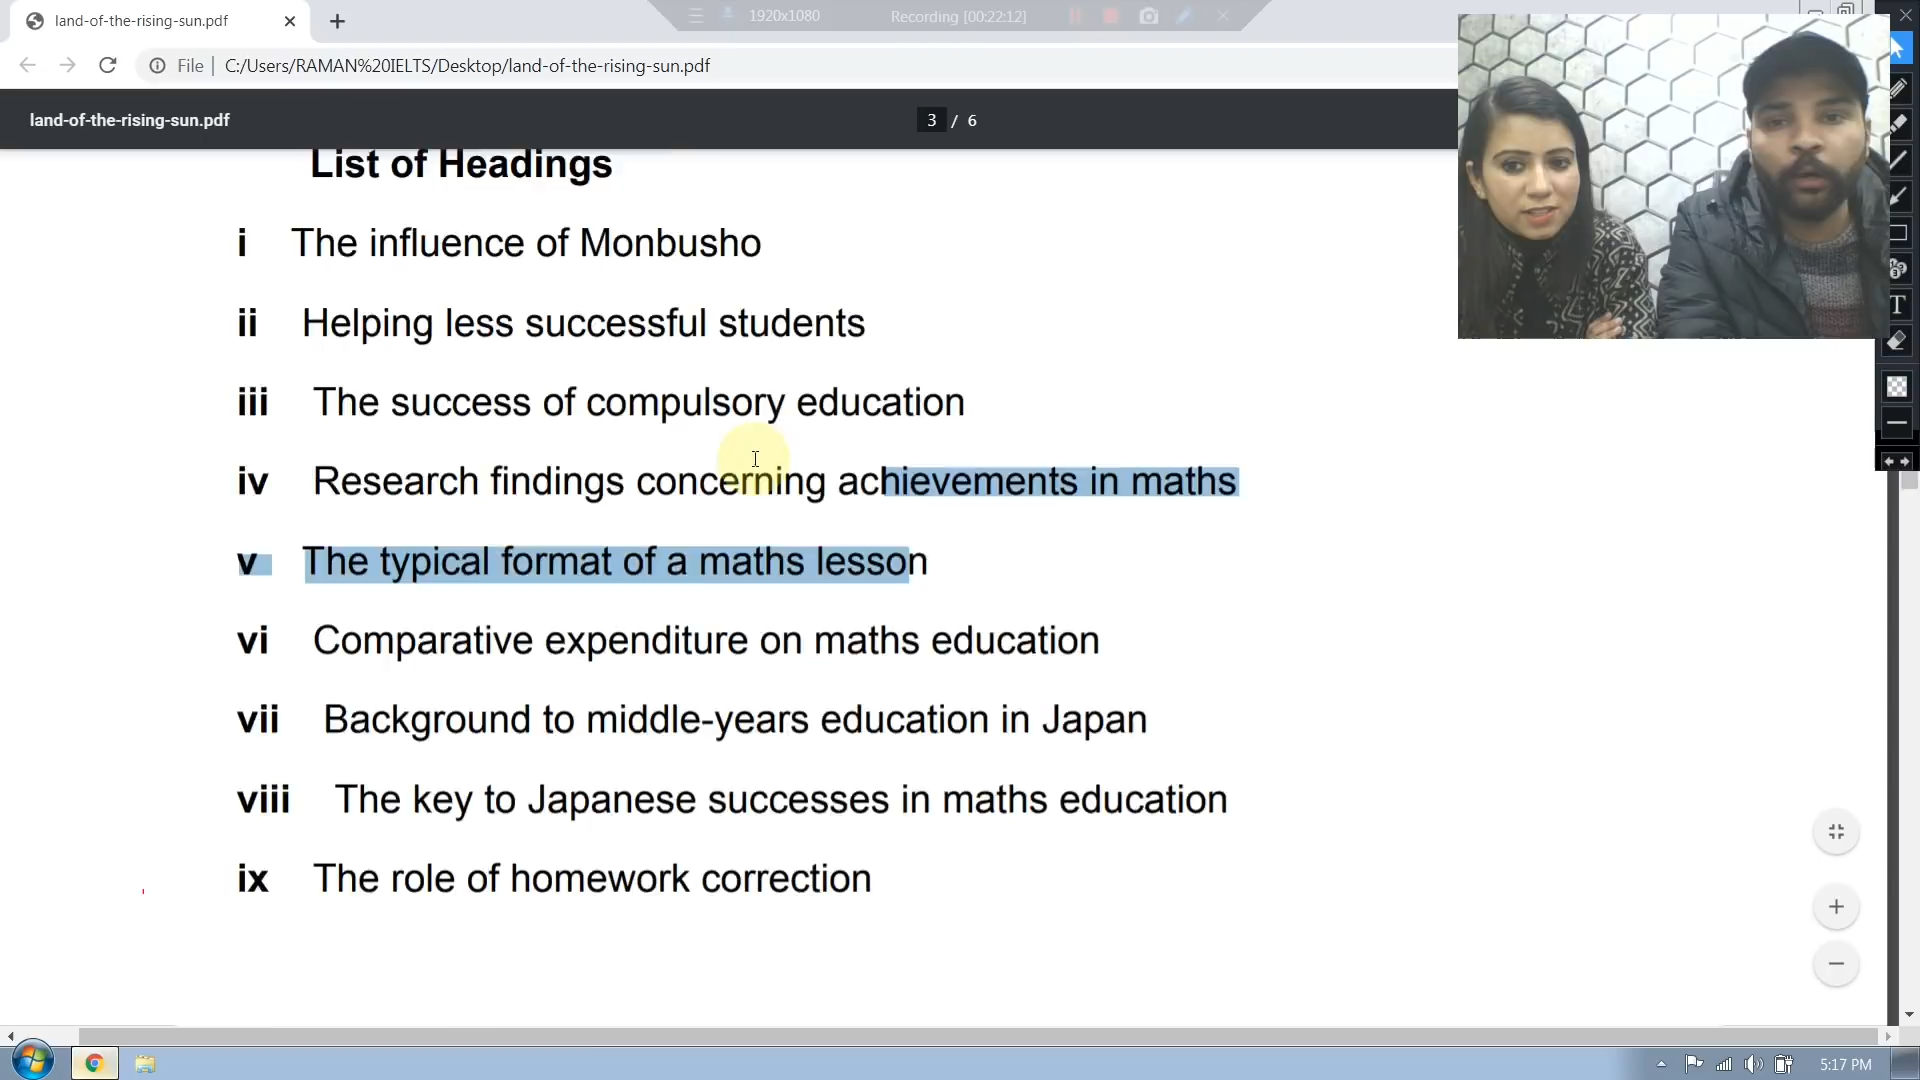 land-of-the-rising-sun.pdf
1920x1080 Recording [00:22:12]
File | C:/Users/RAMAN%20IELTS/Desktop/land-of-the-rising-sun.pdf
land-of-the-rising-sun.pdf 3 / 6
List of Headings
i The influence of Monbusho
ii Helping less successful students
iii The success of compulsory education
iv Research findings concerning achievements in maths
v The typical format of a maths lesson
vi Comparative expenditure on maths education
vii Background to middle-years education in Japan
viii The key to Japanese successes in maths education
ix The role of homework correction
5:17 PM